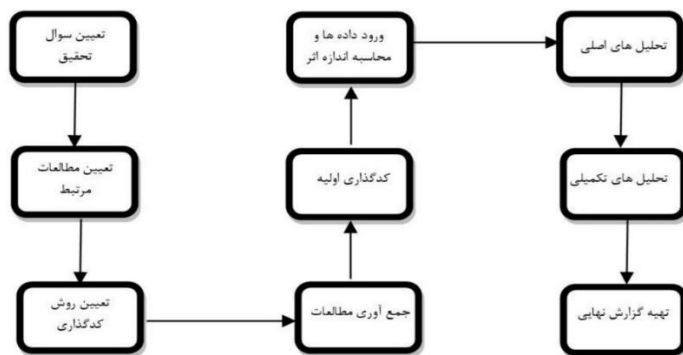 تعیین سوال
تحقیق
تعیین مطالعات
مرتبط
تعیین روش
کدگذاری
جمع آوری مطالعات
کدگذاری اولیه
ورود داده ها و
محاسبه اندازه اثر
تحلیل های اصلی
تحلیل های تکمیلی
تهیه گزارش نهایی